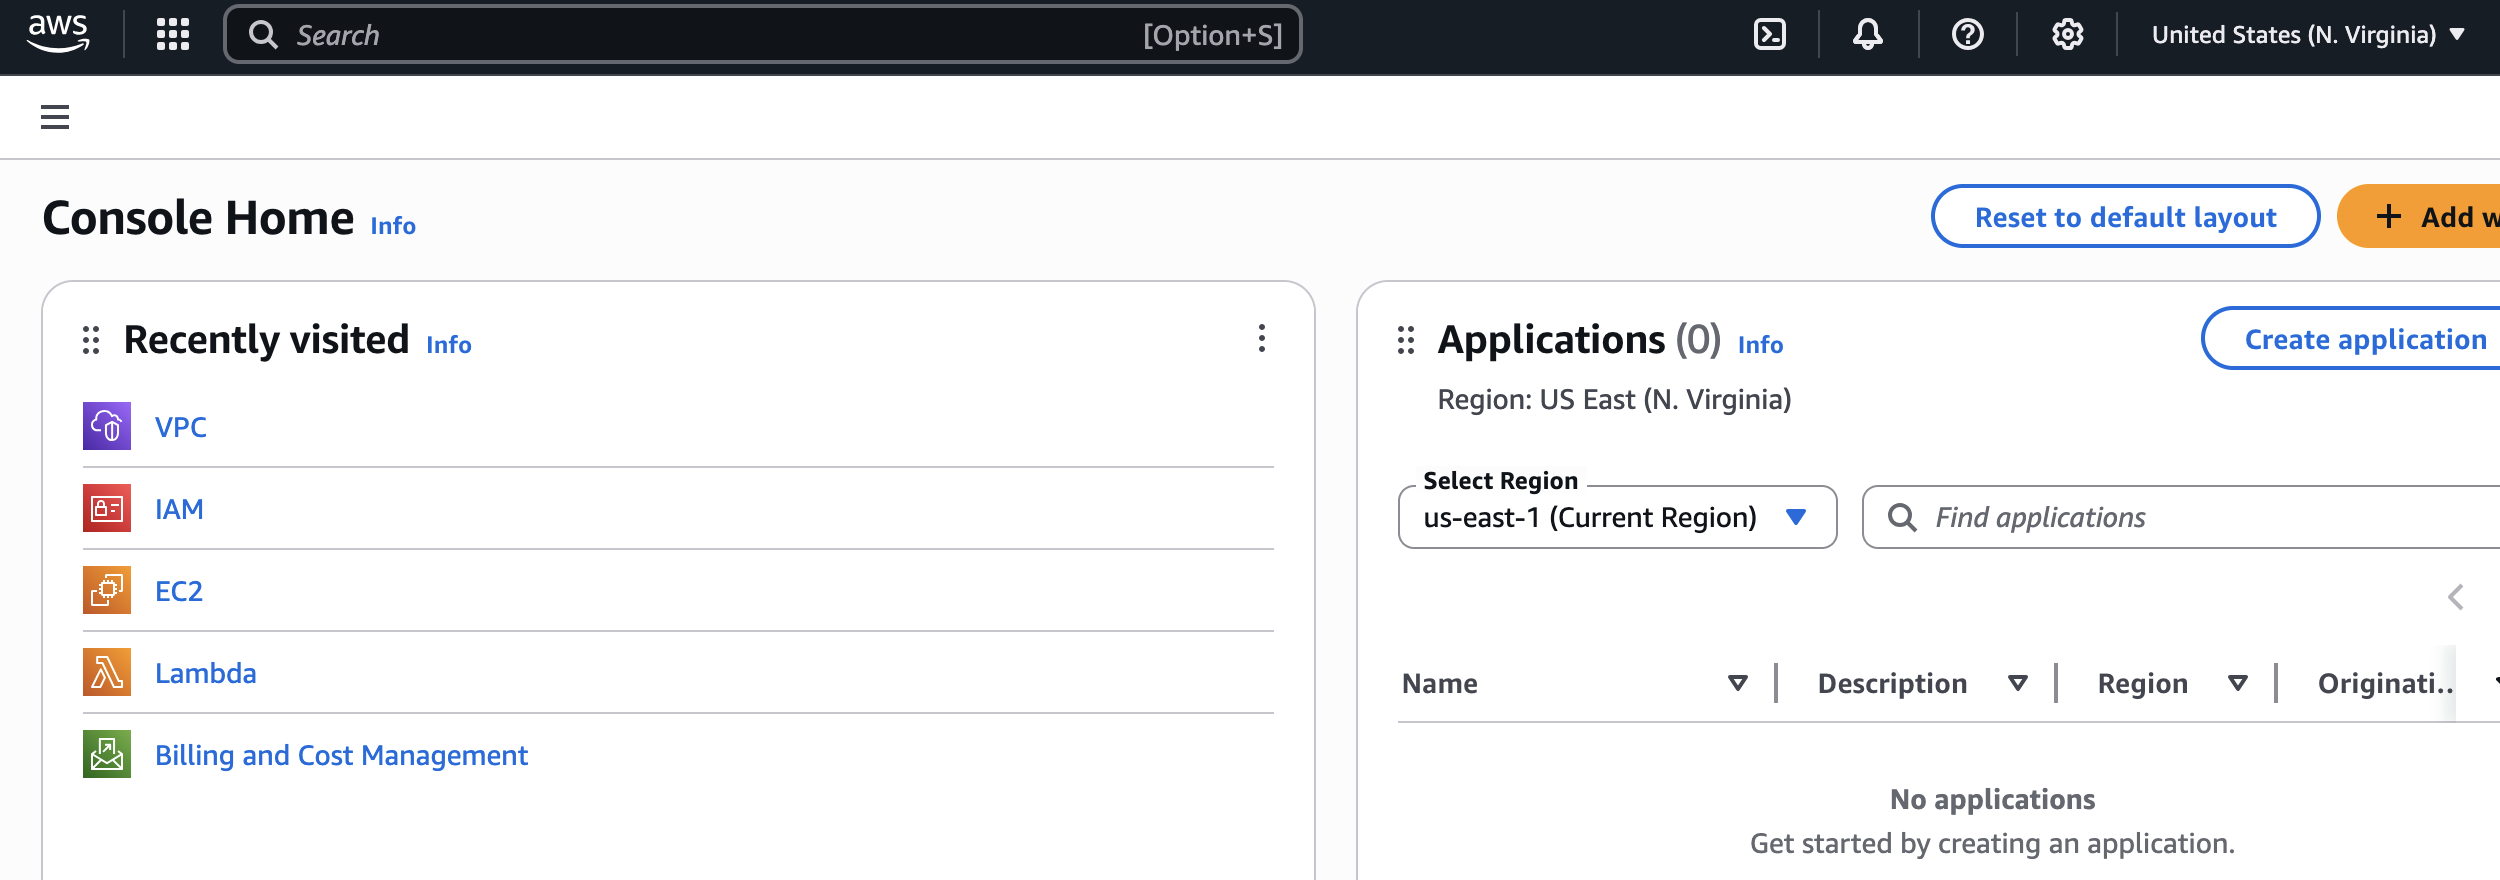 aws
Search
[Option+S]
United States (N. Virginia)
Console Home Info
Reset to default layout
Add
Recently visited Info
VPC
IAM
EC2
Lambda
Billing and Cost Management
Applications (0) Info
Create application
Region: US East (N. Virginia)
Select Region
us-east-1 (Current Region)
Find applications
Name
Description
Region
Originati..
No applications
Get started by creating an application.